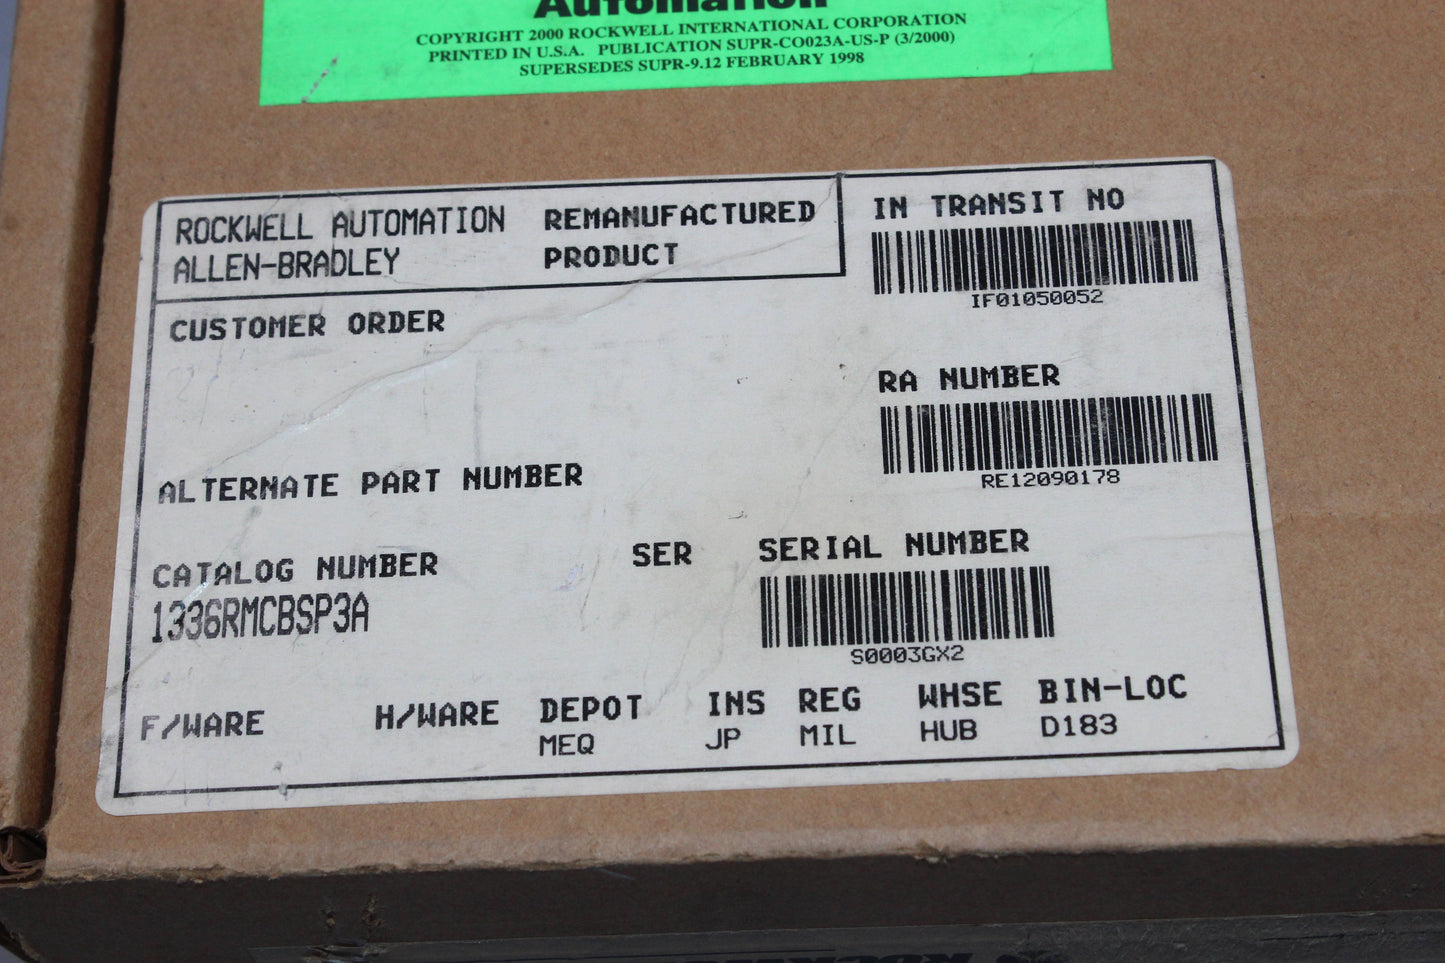 Automation
COPYRIGHT 2000 ROCKWELL INTERNATIONAL CORPORATION
PRINTED IN U.S.A. PUBLICATION SUPR-CO023A-US-P (3/2000)
SUPERSEDES SUPR-9.12 FEBRUARY 1998
ROCKWELL AUTOMATION
ALLEN-BRADLEY
REMANUFACTURED
PRODUCT
IN TRANSIT NO
IF01050052
CUSTOMER ORDER
RA NUMBER
RE12090178
ALTERNATE PART NUMBER
CATALOG NUMBER
1336RMCBSP3A
SER
SERIAL NUMBER
S0003GX2
F/WARE
H/WARE
DEPOT
MEQ
INS
JP
REG
MIL
WHSE
HUB
BIN-LOC
D183